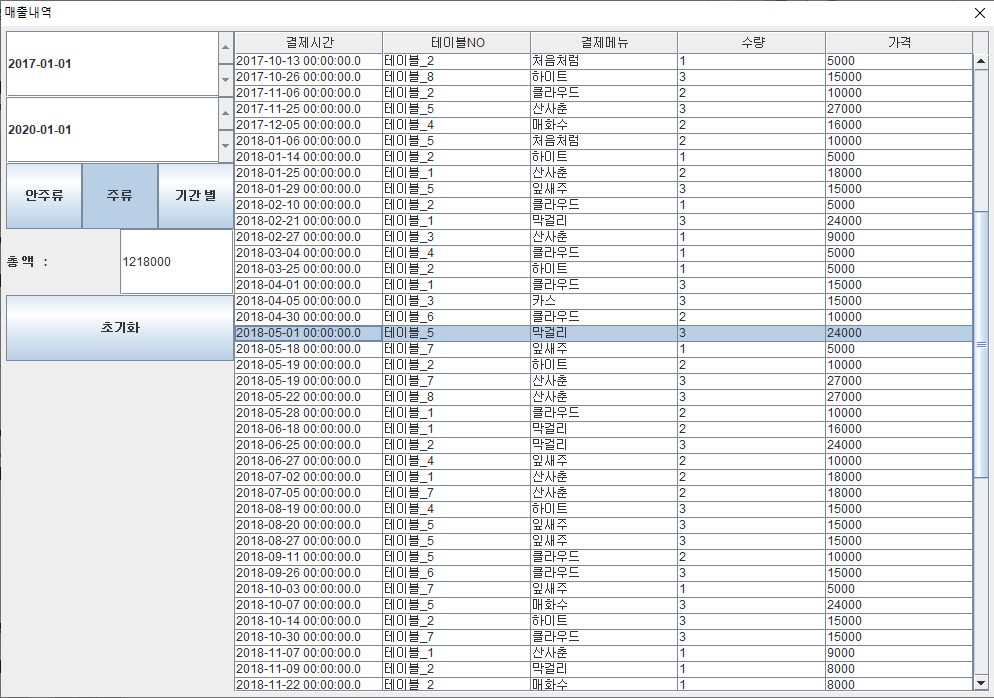 매출내역
2017-01-01
2020-01-01
안주류 주류 기간 별
총 액 : 1218000
초기화
결제시간 테이블NO 결제메뉴 수량 가격
2017-10-13 00:00:00.0 테이블_2 처음처럼 1 5000
2017-10-26 00:00:00.0 테이블_8 하이트 3 15000
2017-11-06 00:00:00.0 테이블_2 클라우드 2 10000
2017-11-25 00:00:00.0 테이블_5 산사춘 3 27000
2017-12-05 00:00:00.0 테이블_4 매화수 2 16000
2018-01-06 00:00:00.0 테이블_5 처음처럼 2 10000
2018-01-14 00:00:00.0 테이블_2 하이트 1 5000
2018-01-25 00:00:00.0 테이블_1 산사춘 2 18000
2018-01-29 00:00:00.0 테이블_5 잎새주 3 15000
2018-02-10 00:00:00.0 테이블_2 클라우드 1 5000
2018-02-21 00:00:00.0 테이블_1 막걸리 3 24000
2018-02-27 00:00:00.0 테이블_3 산사춘 1 9000
2018-03-04 00:00:00.0 테이블_4 클라우드 1 5000
2018-03-25 00:00:00.0 테이블_2 하이트 1 5000
2018-04-01 00:00:00.0 테이블_1 클라우드 3 15000
2018-04-05 00:00:00.0 테이블_3 카스 3 15000
2018-04-30 00:00:00.0 테이블_6 클라우드 2 10000
2018-05-01 00:00:00.0 테이블_5 막걸리 3 24000
2018-05-18 00:00:00.0 테이블_7 잎새주 1 5000
2018-05-19 00:00:00.0 테이블_2 하이트 2 10000
2018-05-19 00:00:00.0 테이블_7 산사춘 3 27000
2018-05-22 00:00:00.0 테이블_8 산사춘 3 27000
2018-05-28 00:00:00.0 테이블_1 클라우드 2 10000
2018-06-18 00:00:00.0 테이블_1 막걸리 2 16000
2018-06-25 00:00:00.0 테이블_2 막걸리 3 24000
2018-06-27 00:00:00.0 테이블_4 잎새주 2 10000
2018-07-02 00:00:00.0 테이블_1 산사춘 2 18000
2018-07-05 00:00:00.0 테이블_7 산사춘 2 18000
2018-08-19 00:00:00.0 테이블_4 하이트 3 15000
2018-08-20 00:00:00.0 테이블_5 잎새주 3 15000
2018-08-27 00:00:00.0 테이블_5 잎새주 3 15000
2018-09-11 00:00:00.0 테이블_5 클라우드 2 10000
2018-09-26 00:00:00.0 테이블_6 클라우드 3 15000
2018-10-03 00:00:00.0 테이블_7 잎새주 1 5000
2018-10-07 00:00:00.0 테이블_5 매화수 3 24000
2018-10-14 00:00:00.0 테이블_2 하이트 3 15000
2018-10-30 00:00:00.0 테이블_7 클라우드 3 15000
2018-11-07 00:00:00.0 테이블_1 산사춘 1 9000
2018-11-09 00:00:00.0 테이블_2 막걸리 1 8000
2018-11-22 00:00:00.0 테이블_2 매화수 1 8000